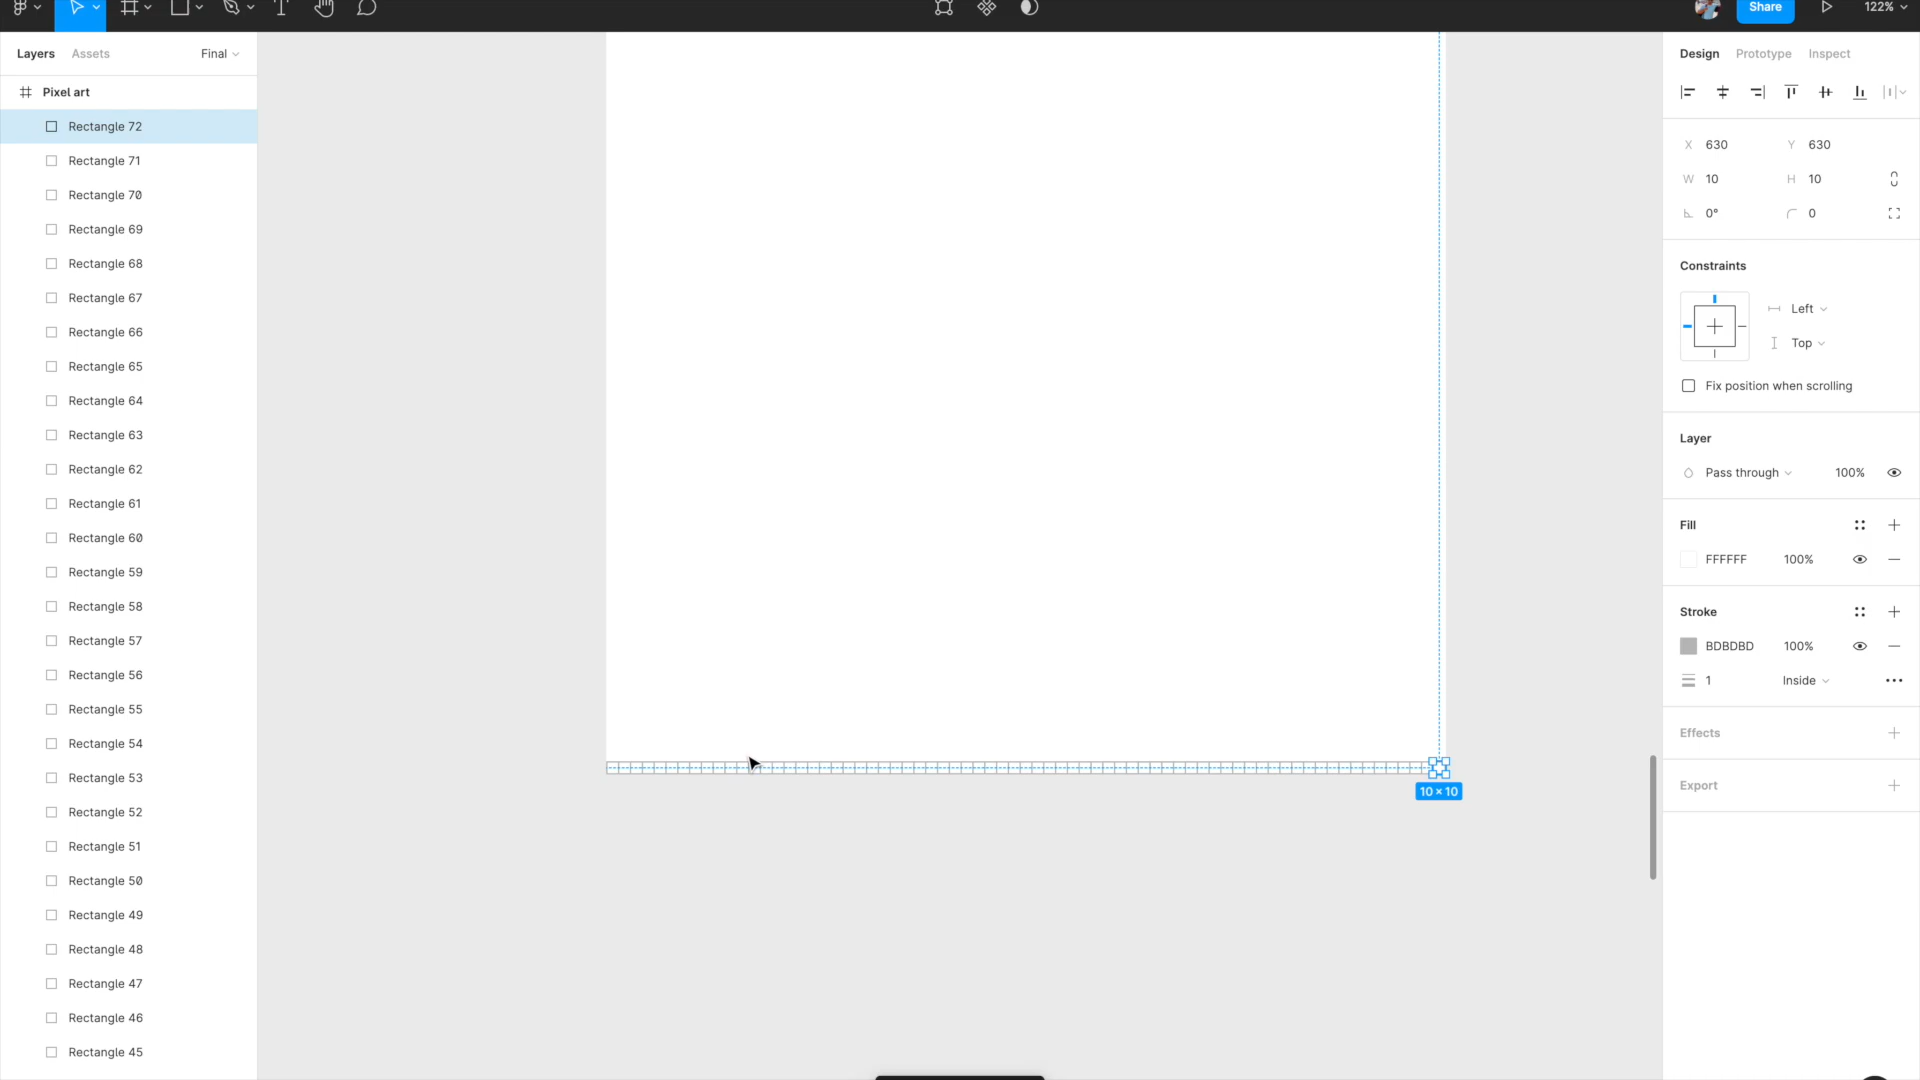 Share
122%
Layers
Assets
Final
Design
Prototype
Inspect
Pixel art
Rectangle 72
Rectangle 71
Rectangle 70
Rectangle 69
Rectangle 68
Rectangle 67
Rectangle 66
Rectangle 65
Rectangle 64
Rectangle 63
Rectangle 62
Rectangle 61
Rectangle 60
Rectangle 59
Rectangle 58
Rectangle 57
Rectangle 56
Rectangle 55
Rectangle 54
Rectangle 53
Rectangle 52
Rectangle 51
Rectangle 50
Rectangle 49
Rectangle 48
Rectangle 47
Rectangle 46
Rectangle 45
10 × 10
X 630 Y 630
W 10 H 10
0° 0
Constraints
Left
Top
Fix position when scrolling
Layer
Pass through 100%
Fill
FFFFFF 100%
Stroke
BDBDBD 100%
1 Inside
Effects
Export